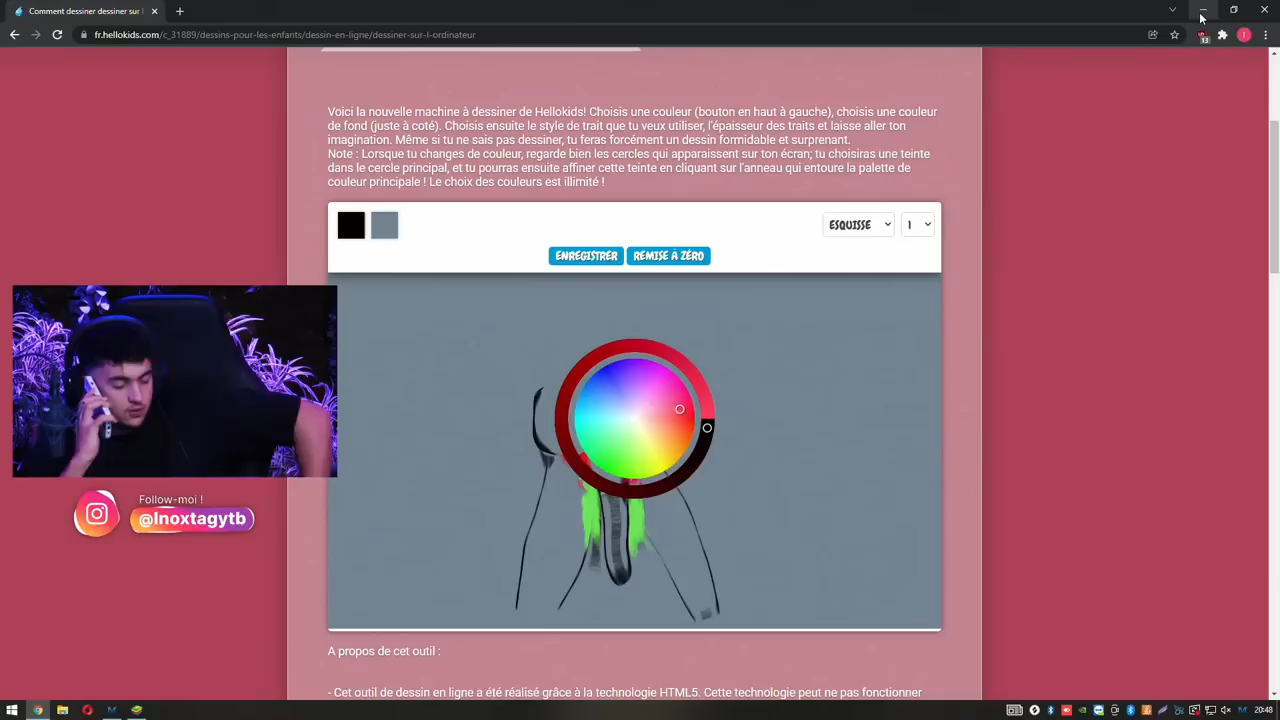 Comment dessiner dessiner sur l
fr.hellokids.com/c_31889/dessins-pour-les-enfants/dessin-en-ligne/dessiner-sur-l-ordinateur
13
I
Voici la nouvelle machine à dessiner de Hellokids! Choisis une couleur (bouton en haut à gauche), choisis une couleur
de fond (juste à coté). Choisis ensuite le style de trait que tu veux utiliser, l'épaisseur des traits et laisse aller ton
imagination. Même si tu ne sais pas dessiner, tu feras forcément un dessin formidable et surprenant.
Note : Lorsque tu changes de couleur, regarde bien les cercles qui apparaissent sur ton écran; tu choisiras une teinte
dans le cercle principal, et tu pourras ensuite affiner cette teinte en cliquant sur l'anneau qui entoure la palette de
couleur principale ! Le choix des couleurs est illimité !
ESQUISSE 1
ENREGISTRER REMISE À ZÉRO
Follow-moi !
@Inoxtagytb
A propos de cet outil :
- Cet outil de dessin en ligne a été réalisé grâce à la technologie HTML5. Cette technologie peut ne pas fonctionner
20:48